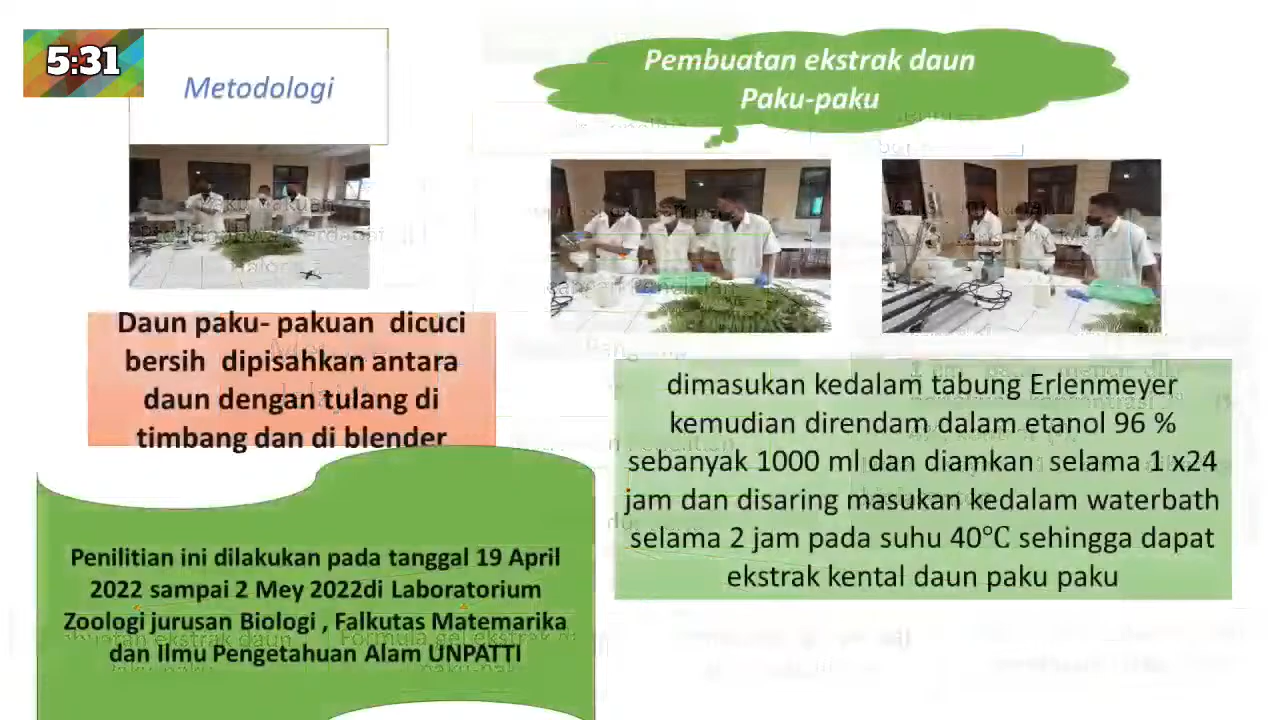 5:31
Metodologi
Pembuatan ekstrak daun
Paku-paku
Daun paku- pakuan dicuci
bersih dipisahkan antara
daun dengan tulang di
timbang dan di blender
dimasukan kedalam tabung Erlenmeyer
kemudian direndam dalam etanol 96 %
sebanyak 1000 ml dan diamkan selama 1 x24
jam dan disaring masukan kedalam waterbath
selama 2 jam pada suhu 40°C sehingga dapat
ekstrak kental daun paku paku
Penilitian ini dilakukan pada tanggal 19 April
2022 sampai 2 Mey 2022di Laboratorium
Zoologi jurusan Biologi , Falkutas Matemarika
dan Ilmu Pengetahuan Alam UNPATTI